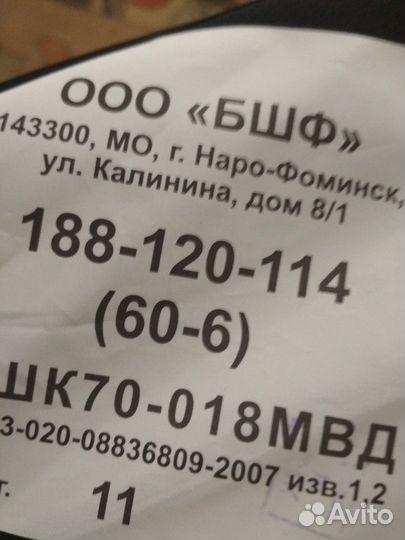 ООО «БШФ»
143300, МО, г. Наро-Фоминск,
ул. Калинина, дом 8/1
188-120-114
(60-6)
ШК70-018МВД
3-020-08836809-2007 изв.1,2
г. 11
Avito